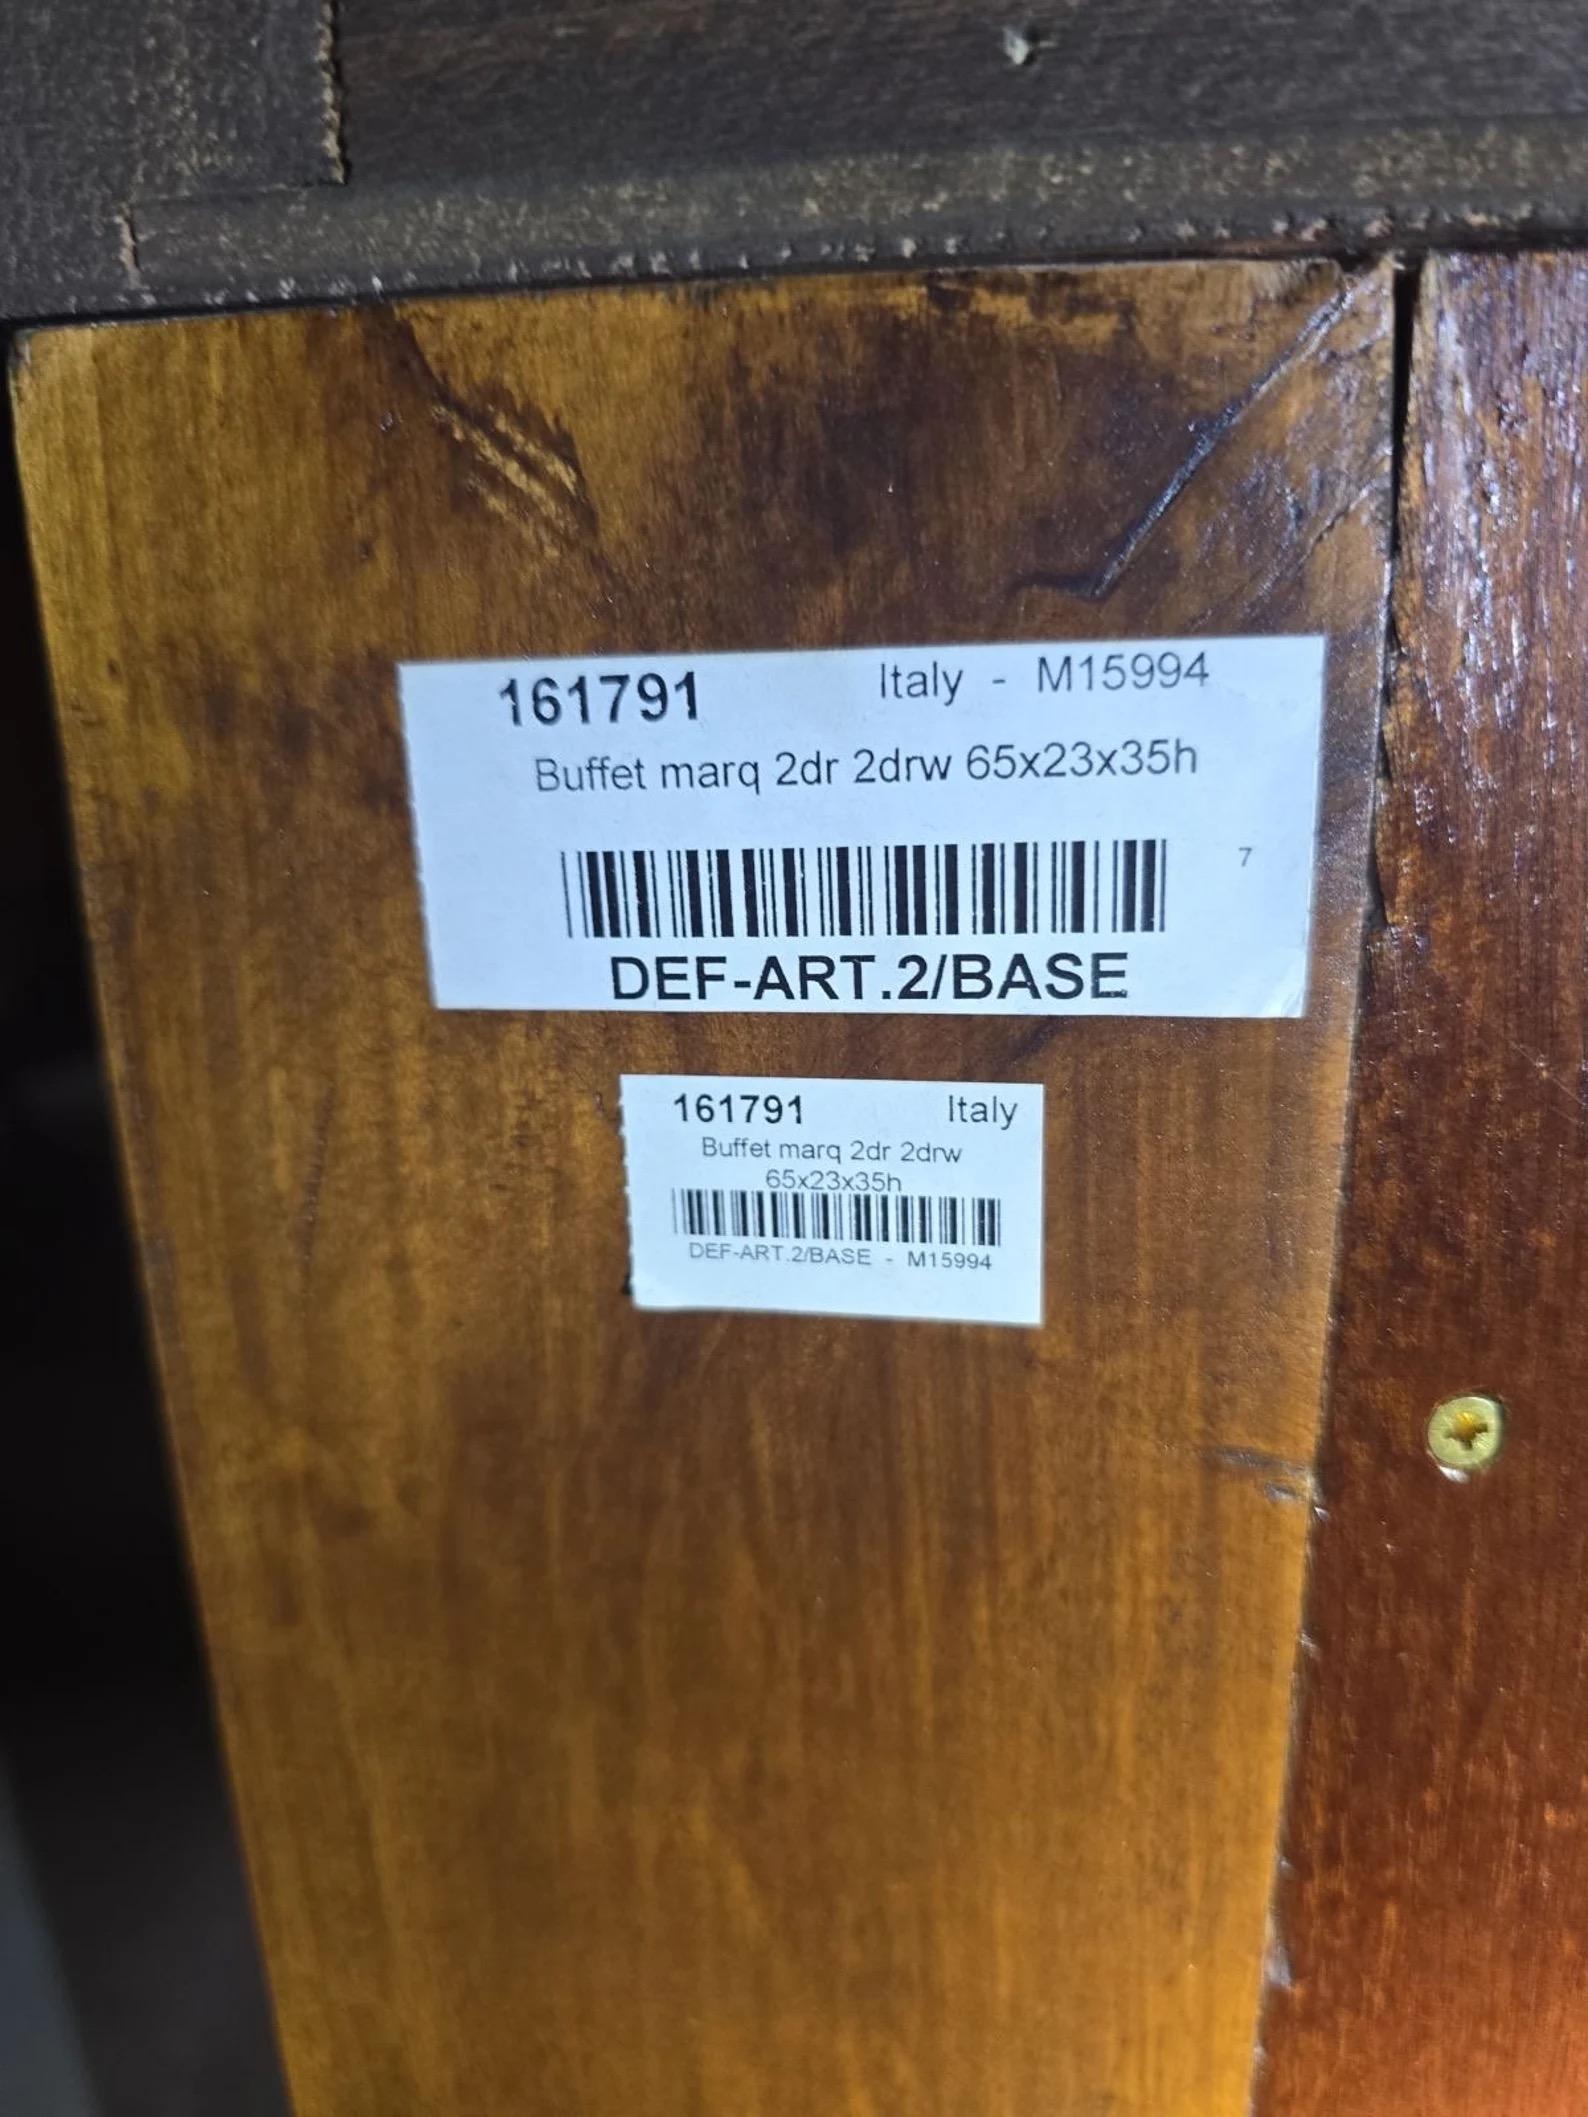 161791 Italy - M15994
Buffet marq 2dr 2drw 65x23x35h
7
DEF-ART.2/BASE
161791 Italy
Buffet marq 2dr 2drw
65x23x35h
DEF-ART.2/BASE - M15994